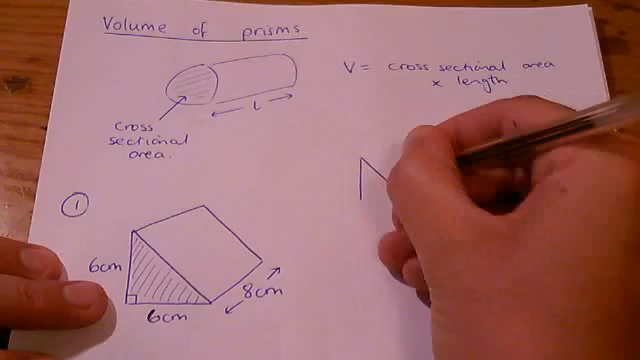 Volume of prisms
V = cross sectional area
x length
L
cross
sectional
area.
1
6cm
8cm
6cm